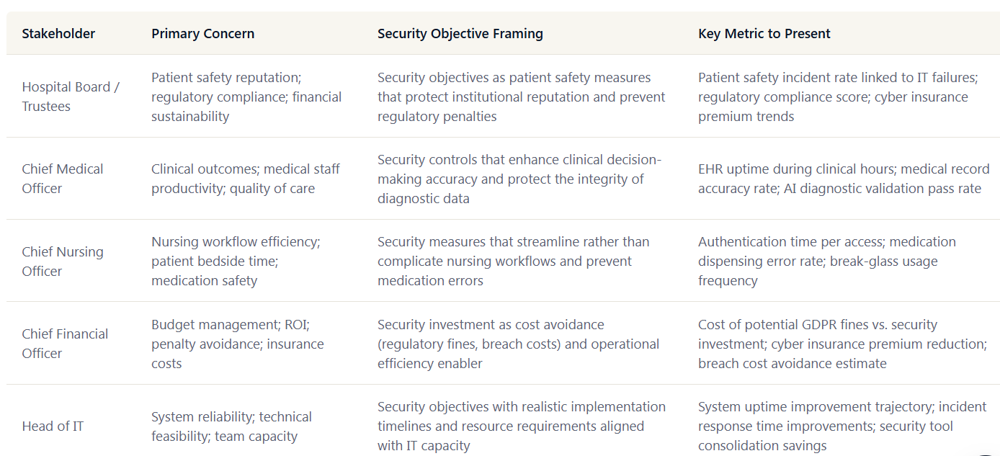 Stakeholder Primary Concern Security Objective Framing Key Metric to Present
Hospital Board /
Trustees
Patient safety reputation;
regulatory compliance; financial
sustainability
Security objectives as patient safety measures
that protect institutional reputation and prevent
regulatory penalties
Patient safety incident rate linked to IT failures;
regulatory compliance score; cyber insurance
premium trends
Chief Medical
Officer
Clinical outcomes; medical staff
productivity; quality of care
Security controls that enhance clinical decision-
making accuracy and protect the integrity of
diagnostic data
EHR uptime during clinical hours; medical record
accuracy rate; AI diagnostic validation pass rate
Chief Nursing
Officer
Nursing workflow efficiency;
patient bedside time;
medication safety
Security measures that streamline rather than
complicate nursing workflows and prevent
medication errors
Authentication time per access; medication
dispensing error rate; break-glass usage
frequency
Chief Financial
Officer
Budget management; ROI;
penalty avoidance; insurance
costs
Security investment as cost avoidance
(regulatory fines, breach costs) and operational
efficiency enabler
Cost of potential GDPR fines vs. security
investment; cyber insurance premium reduction;
breach cost avoidance estimate
Head of IT
System reliability; technical
feasibility; team capacity
Security objectives with realistic implementation
timelines and resource requirements aligned
with IT capacity
System uptime improvement trajectory; incident
response time improvements; security tool
consolidation savings